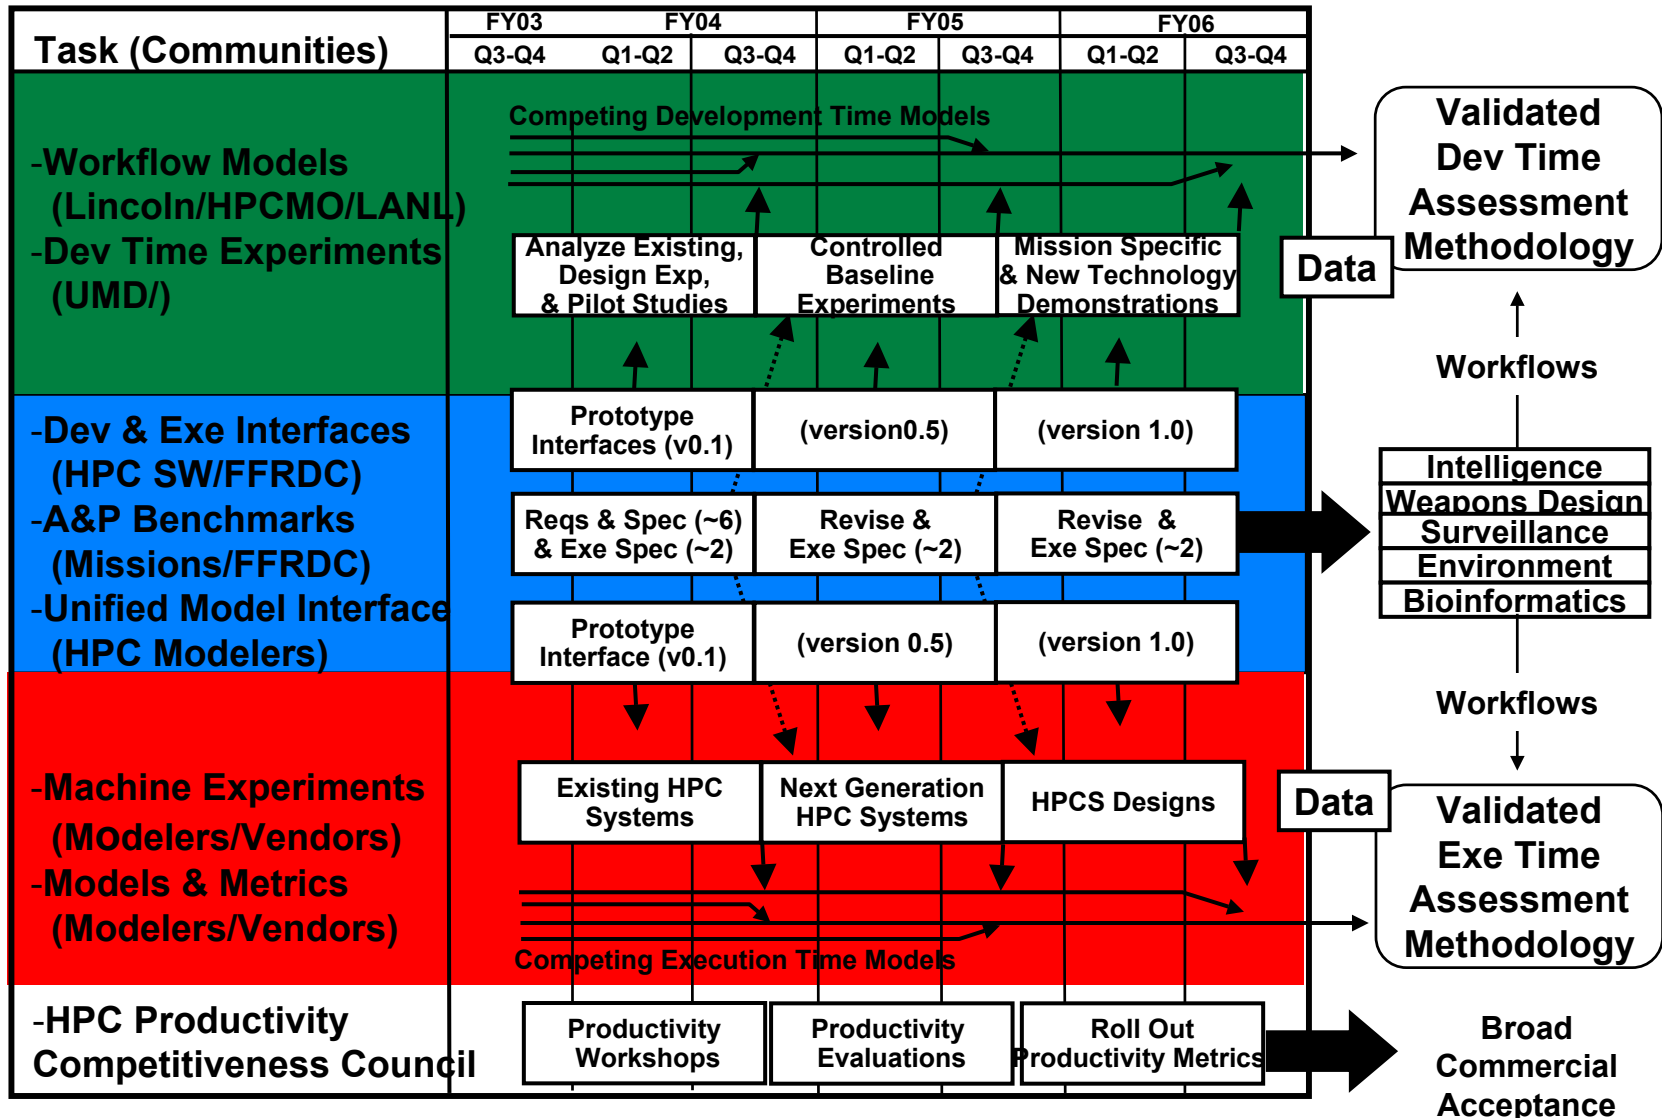 Task (Communities)
FY03
FY04
FY05
FY06
Q3-Q4
Q1-Q2
Q3-Q4
Q1-Q2
Q3-Q4
Q1-Q2
Q3-Q4
-Workflow Models
(Lincoln/HPCMO/LANL)
-Dev Time Experiments
(UMD/)
Competing Development Time Models
Analyze Existing,
Design Exp,
& Pilot Studies
Controlled
Baseline
Experiments
Mission Specific
& New Technology
Demonstrations
Data
Validated
Dev Time
Assessment
Methodology
Workflows
-Dev & Exe Interfaces
(HPC SW/FFRDC)
-A&P Benchmarks
(Missions/FFRDC)
-Unified Model Interface
(HPC Modelers)
Prototype
Interfaces (v0.1)
(version0.5)
(version 1.0)
Reqs & Spec (~6)
& Exe Spec (~2)
Revise &
Exe Spec (~2)
Revise &
Exe Spec (~2)
Prototype
Interface (v0.1)
(version 0.5)
(version 1.0)
Intelligence
Weapons Design
Surveillance
Environment
Bioinformatics
Workflows
-Machine Experiments
(Modelers/Vendors)
-Models & Metrics
(Modelers/Vendors)
Existing HPC
Systems
Next Generation
HPC Systems
HPCS Designs
Data
Validated
Exe Time
Assessment
Methodology
Competing Execution Time Models
-HPC Productivity
Competitiveness Council
Productivity
Workshops
Productivity
Evaluations
Roll Out
Productivity Metrics
Broad
Commercial
Acceptance